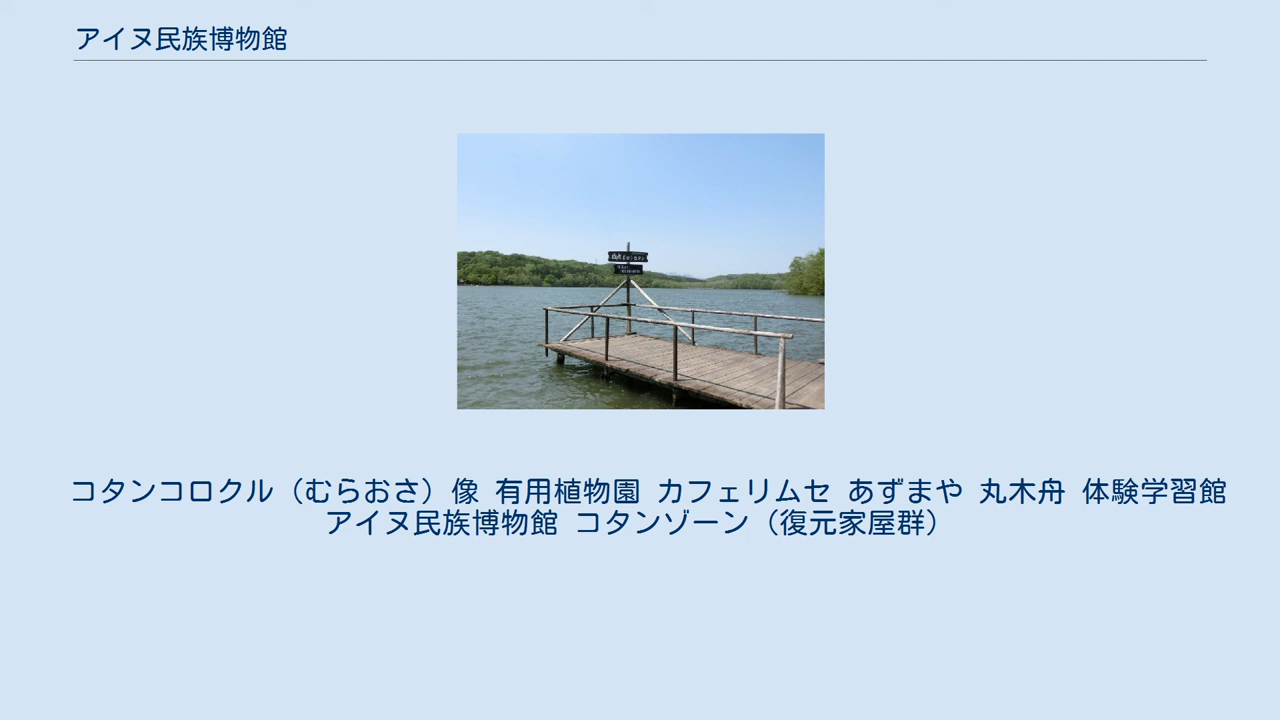 アイヌ民族博物館
コタンコロクル（むらおさ）像 有用植物園 カフェリムセ あずまや 丸木舟 体験学習館
アイヌ民族博物館 コタンゾーン（復元家屋群）